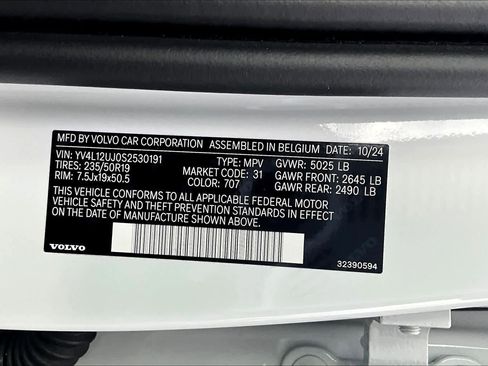 MFD BY VOLVO CAR CORPORATION ASSEMBLED IN BELGIUM DATE: 10/24
VIN: YV4L12UJ0S2530191 TYPE: MPV GVWR: 5025 LB
TIRES: 235/50R19 MARKET CODE: 31 GAWR FRONT: 2645 LB
RIM: 7.5Jx19x50.5 COLOR: 707 GAWR REAR: 2490 LB
THIS VEHICLE CONFORMS TO ALL APPLICABLE FEDERAL MOTOR
VEHICLE SAFETY AND THEFT PREVENTION STANDARDS IN EFFECT
ON THE DATE OF MANUFACTURE SHOWN ABOVE.
VOLVO 32390594